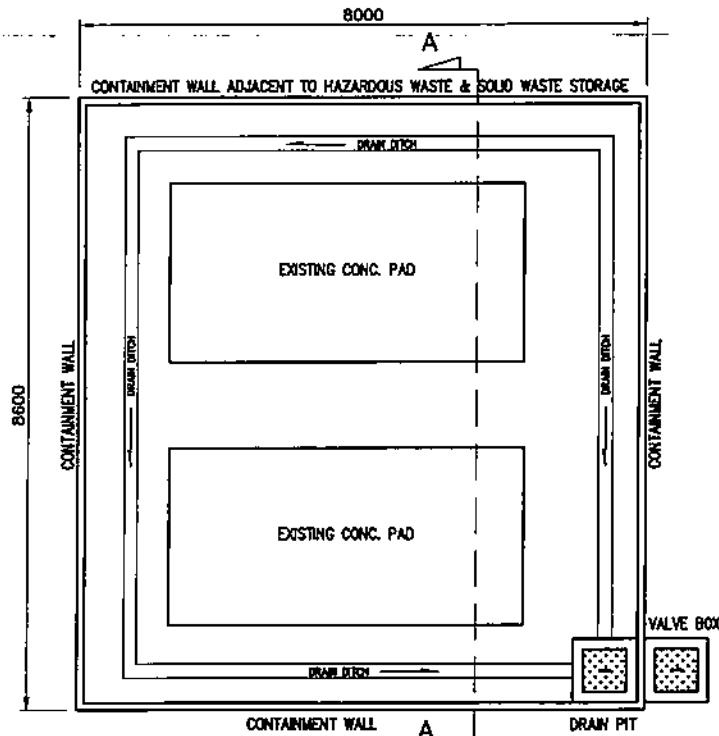 8000
A
CONTAINMENT WALL ADJACENT TO HAZARDOUS WASTE & SOLID WASTE STORAGE
DRAIN DITCH
EXISTING CONC. PAD
DRAIN DITCH
DRAIN DITCH
8600
CONTAINMENT WALL
CONTAINMENT WALL
EXISTING CONC. PAD
VALVE BOX
DRAIN DITCH
CONTAINMENT WALL
A
DRAIN PIT